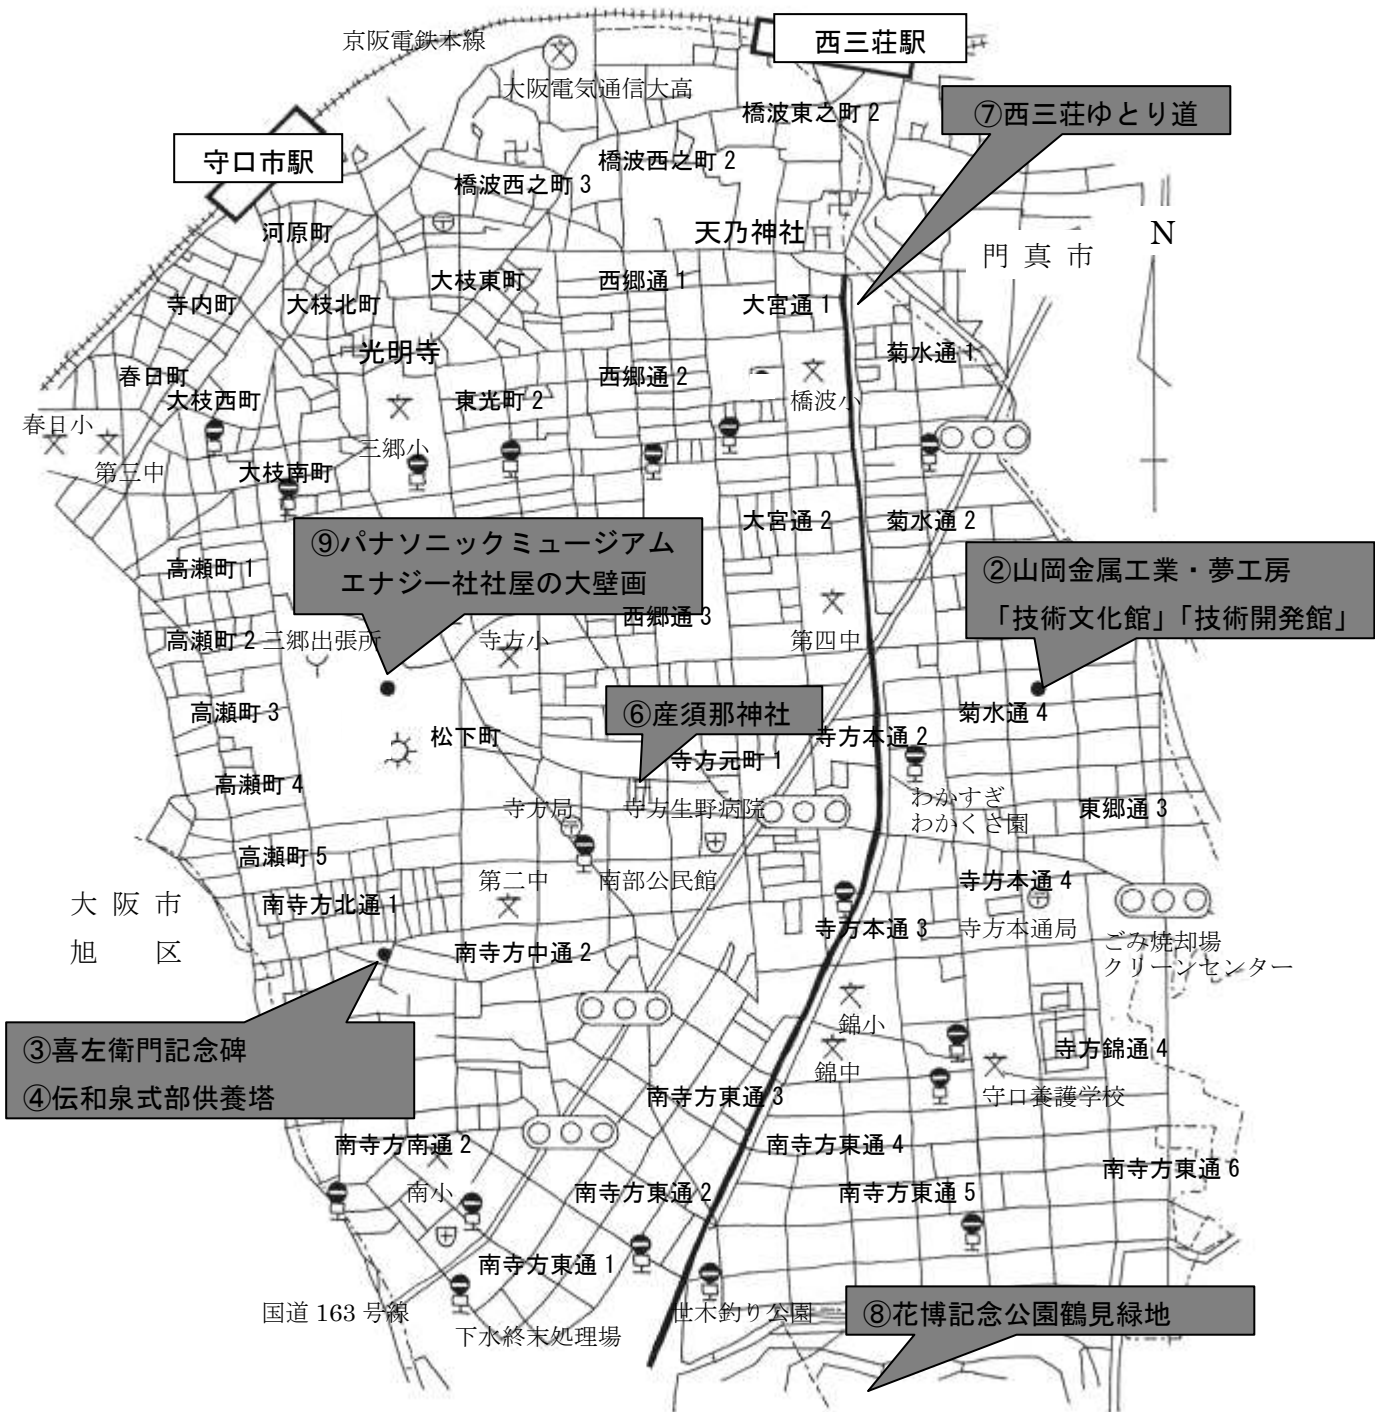 京阪電鉄本線
西三荘駅
大阪電気通信大高
橋波東之町 2
⑦西三荘ゆとり道
守口市駅
橋波西之町 2
橋波西之町 3
河原町
天乃神社
門 真 市
N
大枝東町
西郷通 1
寺内町
大枝北町
大宮通 1
光明寺
菊水通 1
春日町
西郷通 2
大枝西町
東光町 2
橋波小
春日小
三郷小
第三中
大枝南町
大宮通 2
菊水通 2
⑨パナソニックミュージアム
エナジー社社屋の大壁画
高瀬町 1
②山岡金属工業・夢工房
「技術文化館」「技術開発館」
西郷通 3
高瀬町 2
三郷出張所
寺方小
第四中
高瀬町 3
⑥産須那神社
菊水通 4
松下町
寺方本通 2
寺方元町 1
高瀬町 4
わかすぎ
わかくさ園
寺方局
寺方生野病院
東郷通 3
高瀬町 5
第二中
南部公民館
寺方本通 4
大 阪 市
旭 区
南寺方北通 1
寺方本通 3
寺方本通局
ごみ焼却場
クリーンセンター
南寺方中通 2
③喜左衛門記念碑
④伝和泉式部供養塔
錦小
錦中
寺方錦通 4
南寺方東通 3
守口養護学校
南寺方南通 2
南寺方東通 4
南寺方東通 6
南小
南寺方東通 2
南寺方東通 5
南寺方東通 1
国道 163 号線
下水終末処理場
世木釣り公園
⑧花博記念公園鶴見緑地